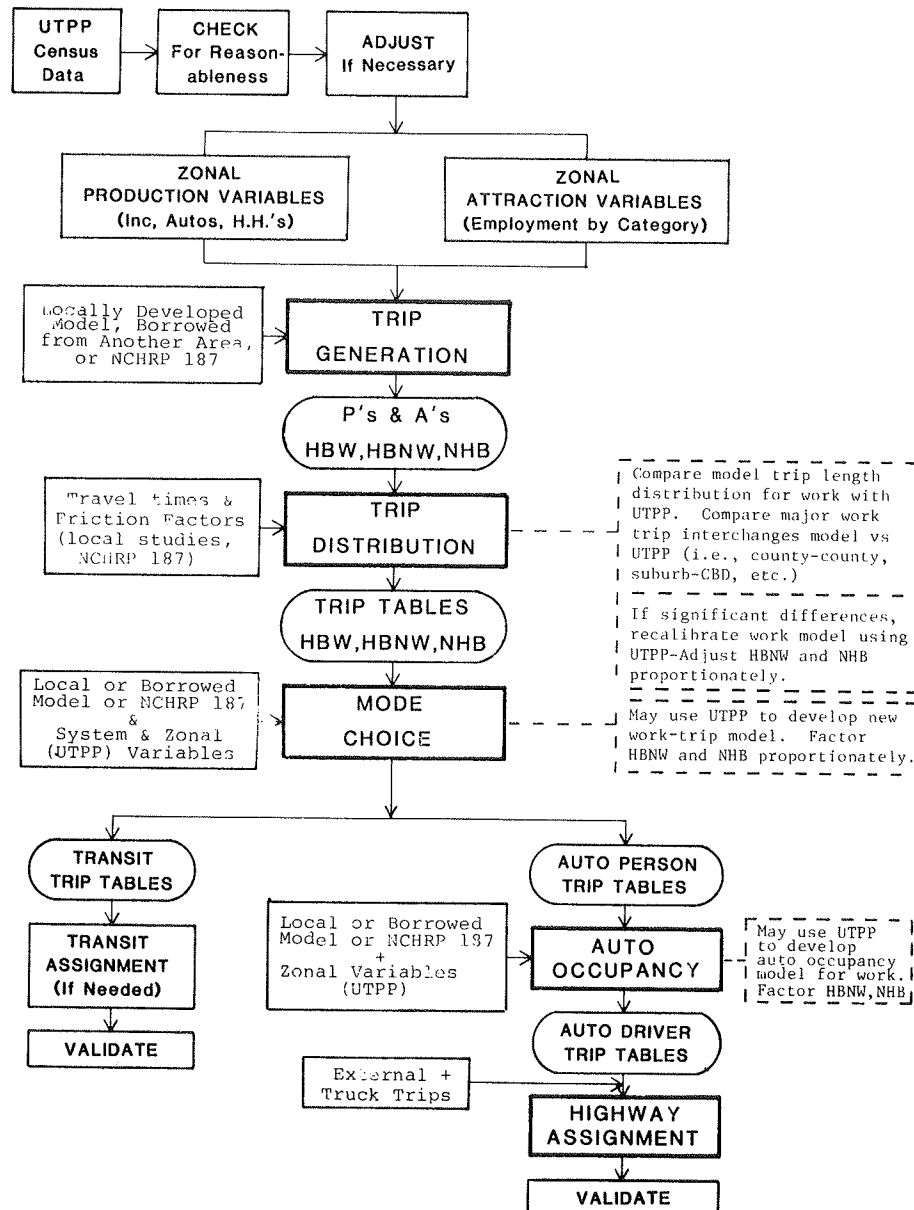 UTPP
Census
Data
CHECK
For Reason-
ableness
ADJUST
If Necessary
ZONAL
PRODUCTION VARIABLES
(Inc, Autos, H.H.'s)
ZONAL
ATTRACTION VARIABLES
(Employment by Category)
Locally Developed
Model, Borrowed
from Another Area,
or NCHRP 187
TRIP
GENERATION
P's & A's
HBW,HBNW,NHB
Travel times &
Friction Factors
(local studies,
NCHRP 187)
TRIP
DISTRIBUTION
Compare model trip length
distribution for work with
UTPP. Compare major work
trip interchanges model vs
UTPP (i.e., county-county,
suburb-CBD, etc.)
TRIP TABLES
HBW,HBNW,NHB
If significant differences,
recalibrate work model using
UTPP-Adjust HBNW and NHB
proportionately.
Local or Borrowed
Model or NCHRP 187
&
System & Zonal
(UTPP) Variables
MODE
CHOICE
May use UTPP to develop new
work-trip model. Factor
HBNW and NHB proportionately.
TRANSIT
TRIP TABLES
AUTO PERSON
TRIP TABLES
TRANSIT
ASSIGNMENT
(If Needed)
Local or Borrowed
Model or NCHRP 187
+
Zonal Variables
(UTPP)
AUTO
OCCUPANCY
May use UTPP
to develop
auto occupancy
model for work.
Factor HBNW,NHB
VALIDATE
AUTO DRIVER
TRIP TABLES
External +
Truck Trips
HIGHWAY
ASSIGNMENT
VALIDATE